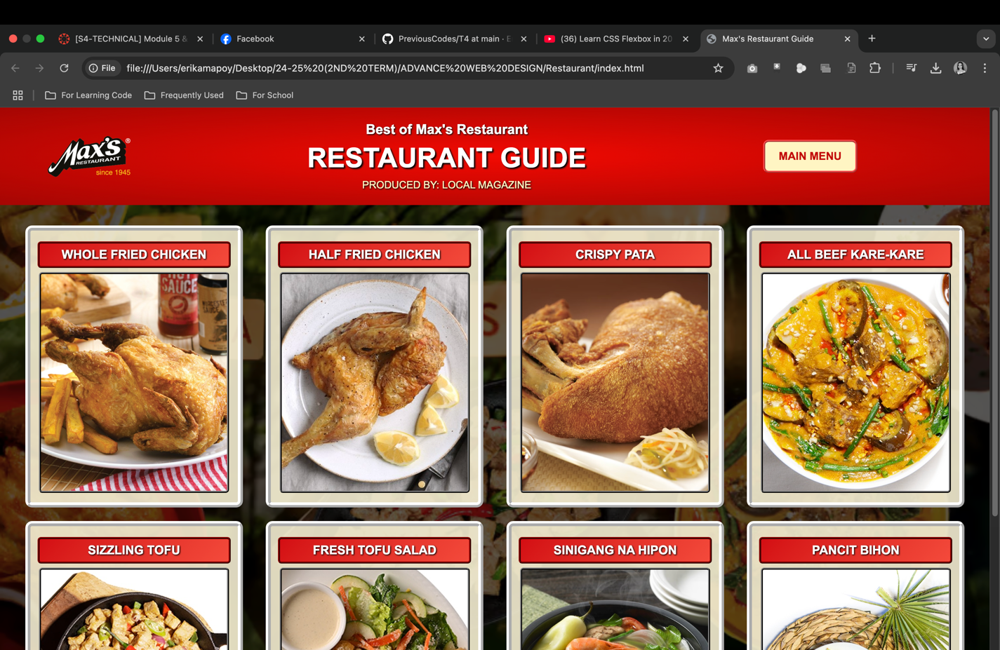 [S4-TECHNICAL] Module 5 &
Facebook
PreviousCodes/T4 at main · E
(36) Learn CSS Flexbox in 20
Max's Restaurant Guide
File
file:///Users/erikamapoy/Desktop/24-25%20(2ND%20TERM)/ADVANCE%20WEB%20DESIGN/Restaurant/index.html
For Learning Code
Frequently Used
For School
Max's®
RESTAURANT
since 1945
Best of Max's Restaurant
RESTAURANT GUIDE
PRODUCED BY: LOCAL MAGAZINE
MAIN MENU
WHOLE FRIED CHICKEN
HALF FRIED CHICKEN
CRISPY PATA
ALL BEEF KARE-KARE
SAUCE
SIZZLING TOFU
FRESH TOFU SALAD
SINIGANG NA HIPON
PANCIT BIHON